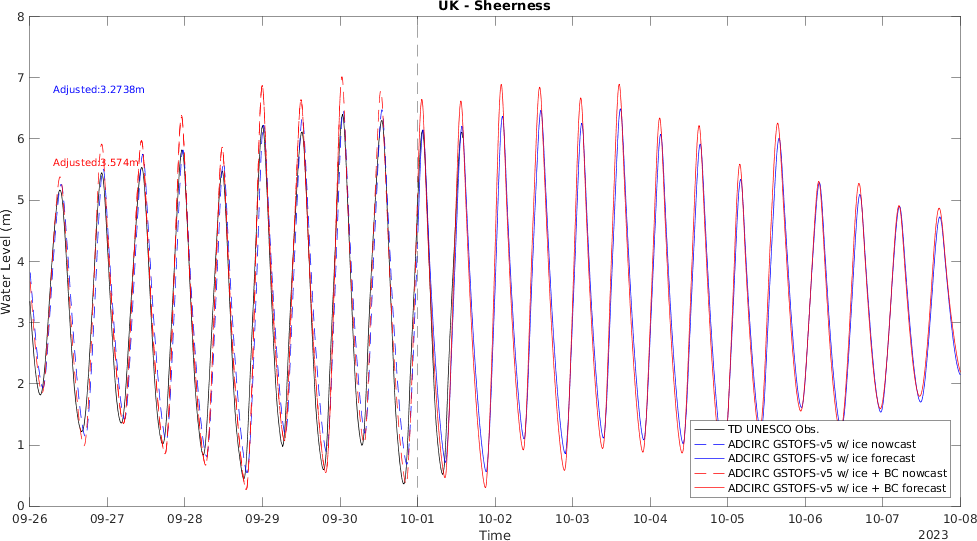 UK - Sheerness
8
7
6
5
4
3
2
1
0
Water Level (m)
Adjusted:3.2738m
Adjusted:3.574m
TD UNESCO Obs.
ADCIRC GSTOFS-v5 w/ ice nowcast
ADCIRC GSTOFS-v5 w/ ice forecast
ADCIRC GSTOFS-v5 w/ ice + BC nowcast
ADCIRC GSTOFS-v5 w/ ice + BC forecast
09-26 09-27 09-28 09-29 09-30 10-01 10-02 10-03 10-04 10-05 10-06 10-07 10-08
Time
2023